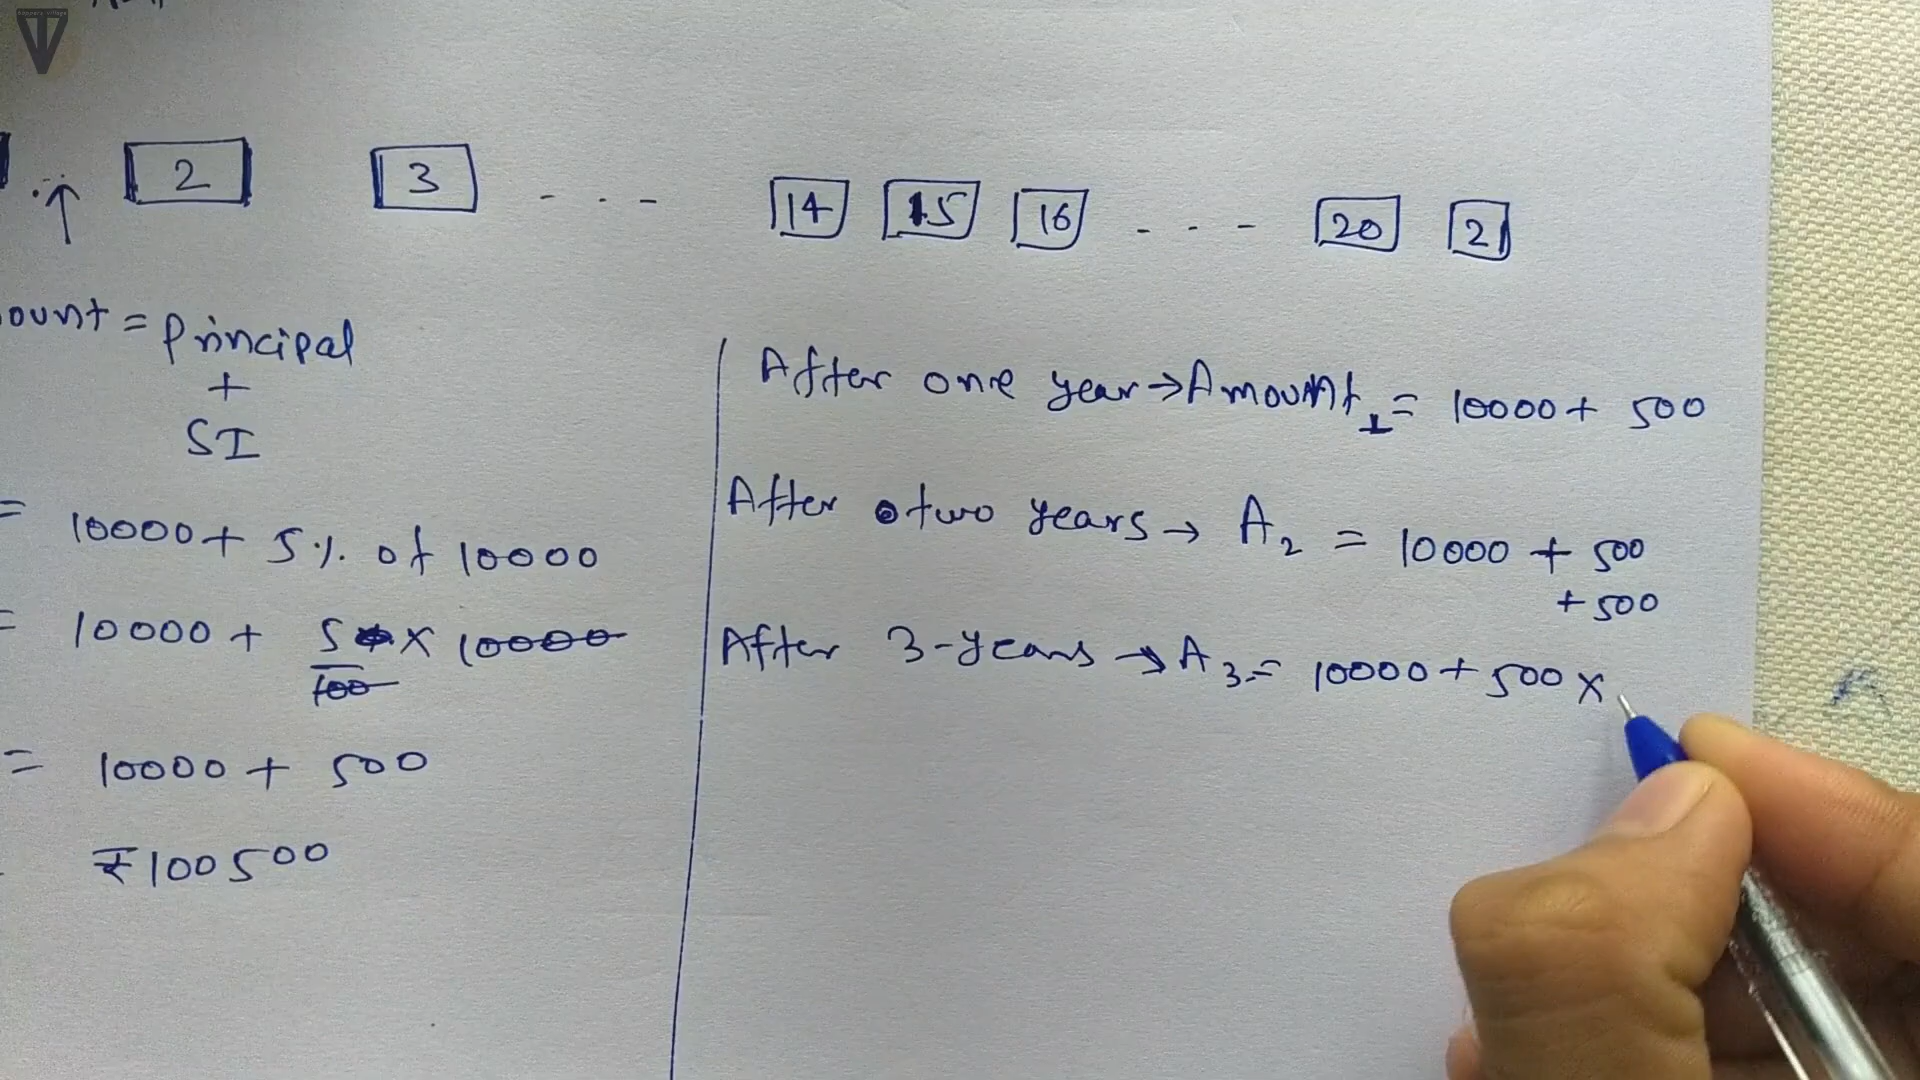 2 3 - - - 14 15 16 - - - 20 21
ount = Principal
+
SI
= 10000 + 5% of 10000
= 10000 + 5 x 10000
100
= 10000 + 500
₹100500
After one year → Amount1 = 10000 + 500
After two years → A2 = 10000 + 500
+ 500
After 3-years → A3 = 10000 + 500 x